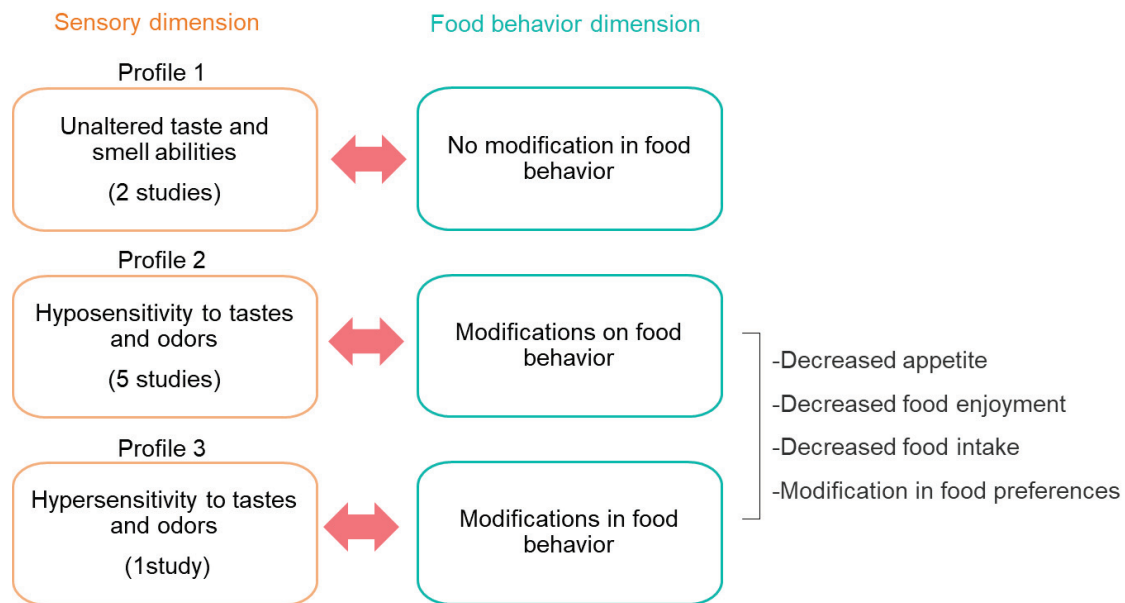 Sensory dimension
Food behavior dimension
Profile 1
Unaltered taste and
smell abilities
(2 studies)
No modification in food
behavior
Profile 2
Hyposensitivity to tastes
and odors
(5 studies)
Modifications on food
behavior
Profile 3
Hypersensitivity to tastes
and odors
(1study)
Modifications in food
behavior
-Decreased appetite
-Decreased food enjoyment
-Decreased food intake
-Modification in food preferences